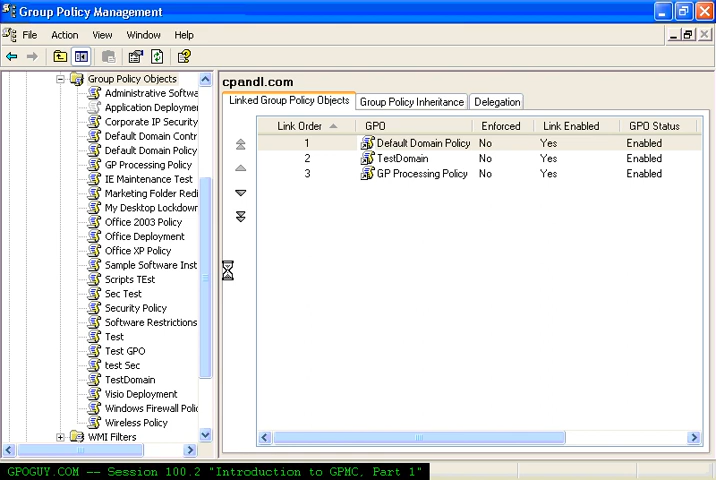 Group Policy Management
File Action View Window Help
Group Policy Objects
Administrative Softwa
Application Deployme
Corporate IP Security
Default Domain Contr
Default Domain Policy
GP Processing Policy
IE Maintenance Test
Marketing Folder Redi
My Desktop Lockdown
Office 2003 Policy
Office Deployment
Office XP Policy
Sample Software Inst
Scripts TEst
Sec Test
Security Policy
Software Restrictions
Test
Test GPO
test Sec
TestDomain
Visio Deployment
Windows Firewall Polic
Wireless Policy
WMI Filters
cpandl.com
Linked Group Policy Objects Group Policy Inheritance Delegation
Link Order GPO Enforced Link Enabled GPO Status
1 Default Domain Policy No Yes Enabled
2 TestDomain No Yes Enabled
3 GP Processing Policy No Yes Enabled
GPOGUY.COM -- Session 100.2 "Introduction to GPMC, Part 1"